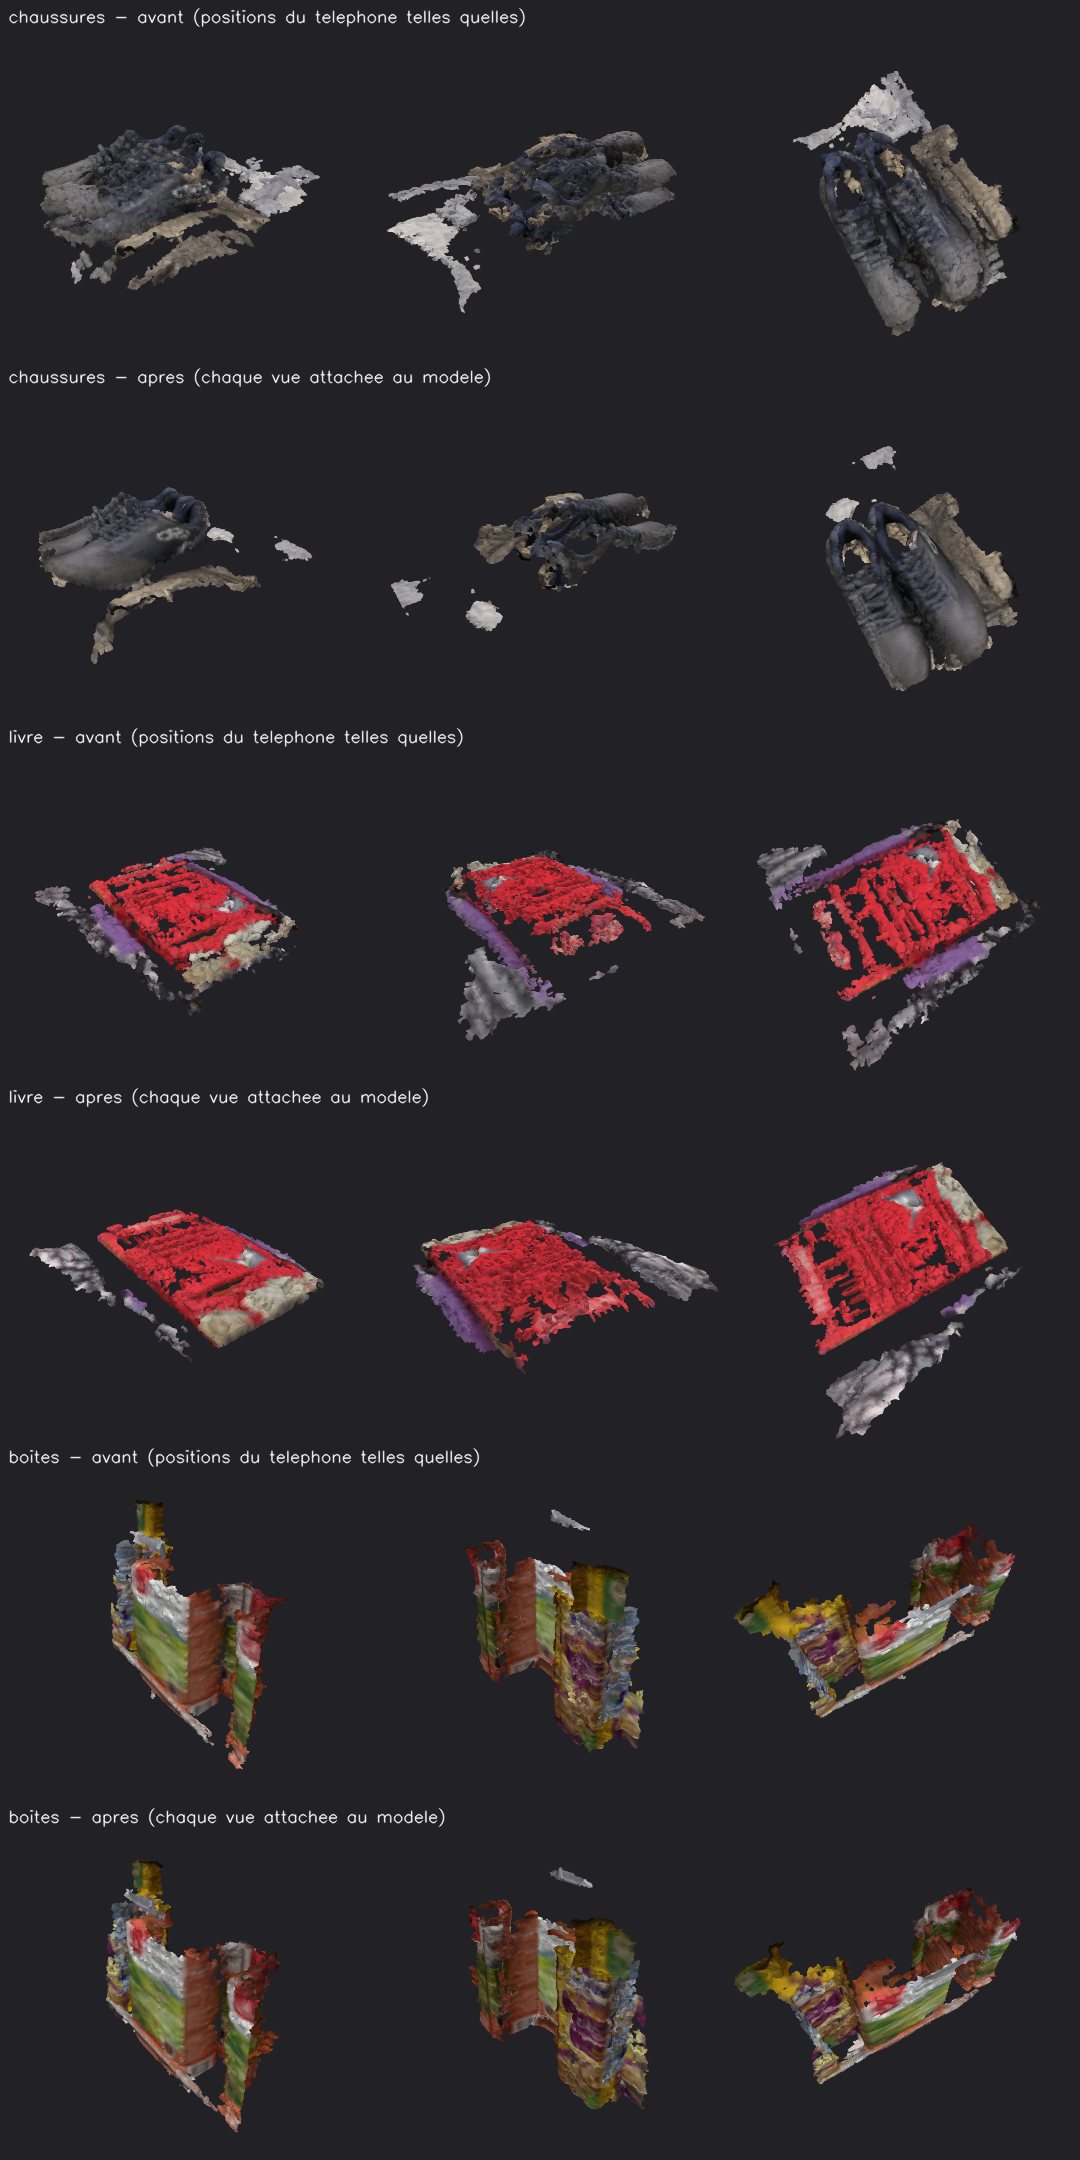 chaussures - avant (positions du telephone telles quelles)
chaussures - apres (chaque vue attachee au modele)
livre - avant (positions du telephone telles quelles)
livre - apres (chaque vue attachee au modele)
boites - avant (positions du telephone telles quelles)
boites - apres (chaque vue attachee au modele)